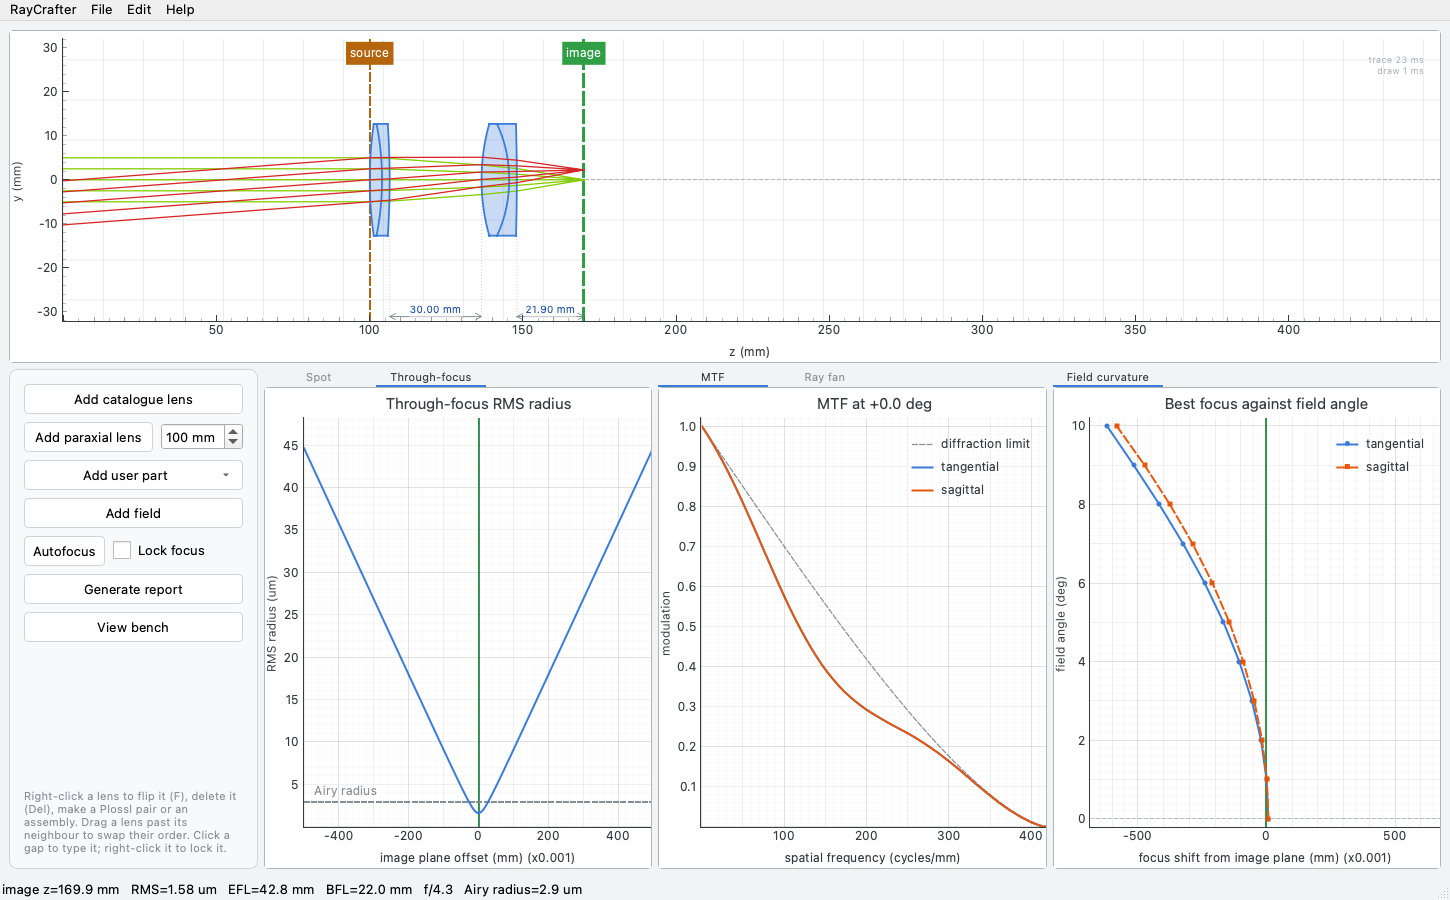 RayCrafter File Edit Help
source
image
trace 23 ms
draw 1 ms
30
20
10
0
-10
-20
-30
y (mm)
30.00 mm
21.90 mm
50 100 150 200 250 300 350 400
z (mm)
Add catalogue lens
Add paraxial lens 100 mm
Add user part
Add field
Autofocus Lock focus
Generate report
View bench
Right-click a lens to flip it (F), delete it
(Del), make a Plossl pair or an
assembly. Drag a lens past its
neighbour to swap their order. Click a
gap to type it; right-click it to lock it.
Spot Through-focus
Through-focus RMS radius
45
40
35
30
25
20
15
10
5
RMS radius (um)
Airy radius
-400 -200 0 200 400
image plane offset (mm) (x0.001)
MTF Ray fan
MTF at +0.0 deg
diffraction limit
tangential
sagittal
1.0
0.9
0.8
0.7
0.6
0.5
0.4
0.3
0.2
0.1
modulation
100 200 300 400
spatial frequency (cycles/mm)
Field curvature
Best focus against field angle
tangential
sagittal
10
8
6
4
2
0
field angle (deg)
-500 0 500
focus shift from image plane (mm) (x0.001)
image z=169.9 mm RMS=1.58 um EFL=42.8 mm BFL=22.0 mm f/4.3 Airy radius=2.9 um